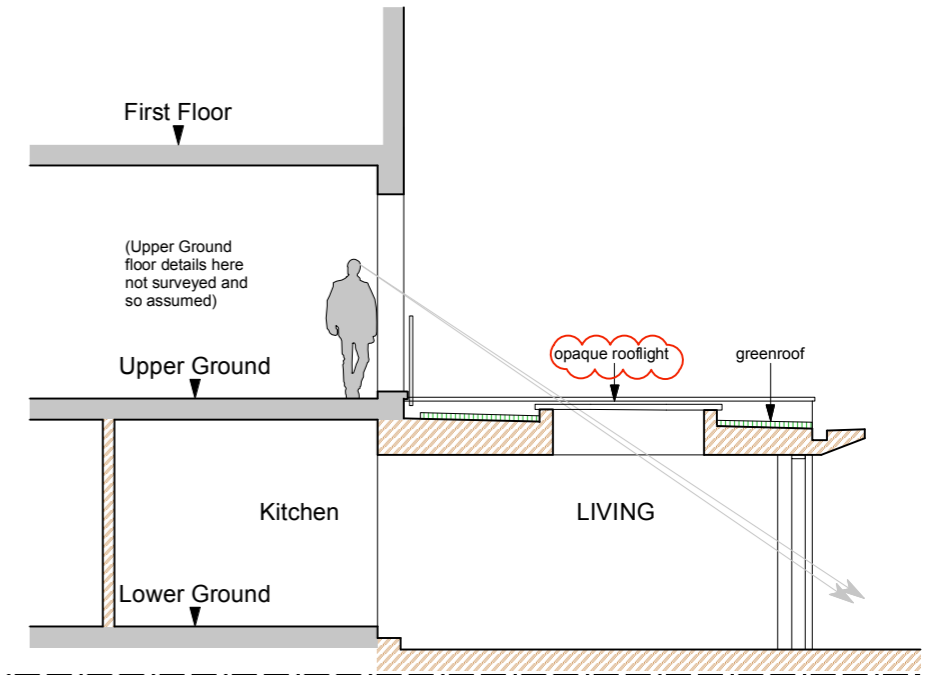 First Floor
(Upper Ground
floor details here
not surveyed and
so assumed)
opaque rooflight
greenroof
Upper Ground
Kitchen
LIVING
Lower Ground